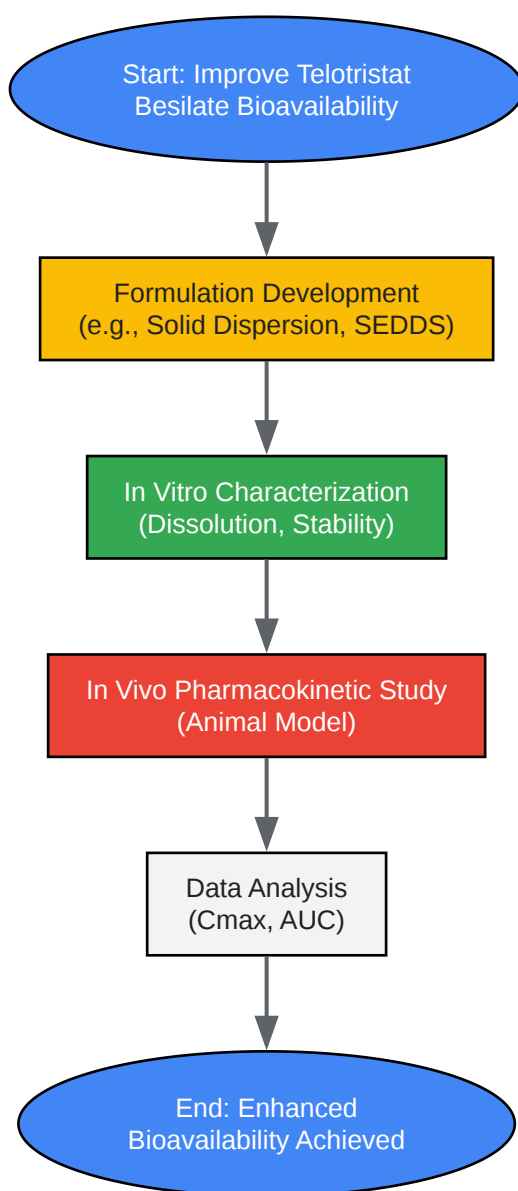 Start: Improve Telotristat
Besilate Bioavailability
Formulation Development
(e.g., Solid Dispersion, SEDDS)
In Vitro Characterization
(Dissolution, Stability)
In Vivo Pharmacokinetic Study
(Animal Model)
Data Analysis
(Cmax, AUC)
End: Enhanced
Bioavailability Achieved